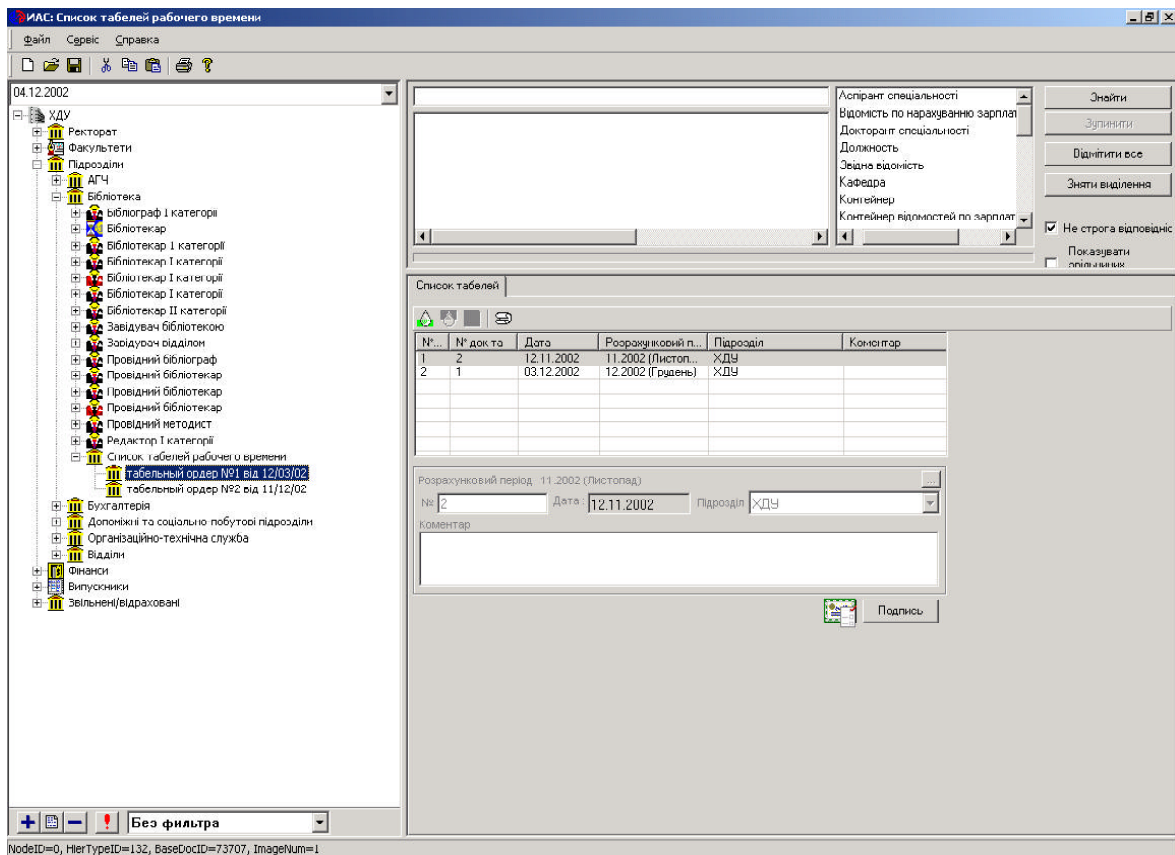 ИАС: Список табелей рабочего времени
Файл Сервіс Справка
04.12.2002
ХДУ
Ректорат
Факультети
Підрозділи
АГЧ
Бібліотека
Бібліограф І категорії
Бібліотекар
Бібліотекар 1 категорії
Бібліотекар І категорії
Бібліотекар І категорії
Бібліотекар І категорії
Бібліотекар ІІ категорії
Завідувач бібліотекою
Завідувач відділом
Провідний бібліограф
Провідний бібліотекар
Провідний бібліотекар
Провідний бібліотекар
Провідний методист
Редактор І категорії
Список табелей рабочего времени
табельный ордер №1 від 12/03/02
табельный ордер №2 від 11/12/02
Бухгалтерія
Допоміжні та соціально побутові підрозділи
Організаційно-технічна служба
Відділи
Фінанси
Випускники
Звільнені/відраховані
Без фильтра
NodeID=0, HierTypeID=132, BaseDocID=73707, ImageNum=1
Аспірант спеціальності
Відомість по нарахуванню зарплат
Докторант спеціальності
Должность
Звідна відомість
Кафедра
Контейнер
Контейнер відомостей по зарплат
Знайти
Зупинити
Відмітити все
Зняти виділення
Не строга відповідніс
Показувати
Список табелей
№... № док та Дата Розрахунковий п... Підрозділ Коментар
1 2 12.11.2002 11.2002 (Листоп... ХДУ
2 1 03.12.2002 12.2002 (Грудень) ХДУ
Розрахунковий період 11.2002 (Листопад) ...
№ 2 Дата : 12.11.2002 Підрозділ ХДУ
Коментар
Подпись